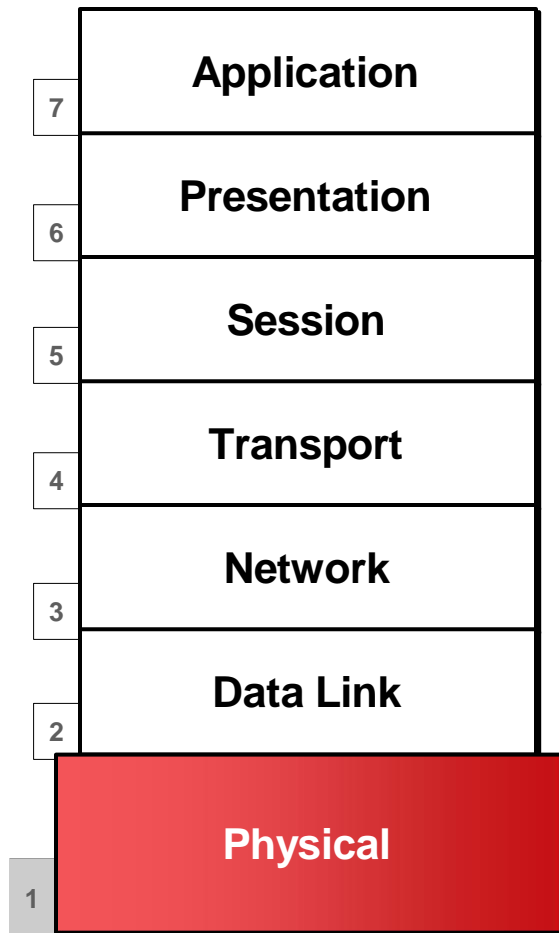 Application
7
Presentation
6
Session
5
Transport
4
Network
3
Data Link
2
Physical
1